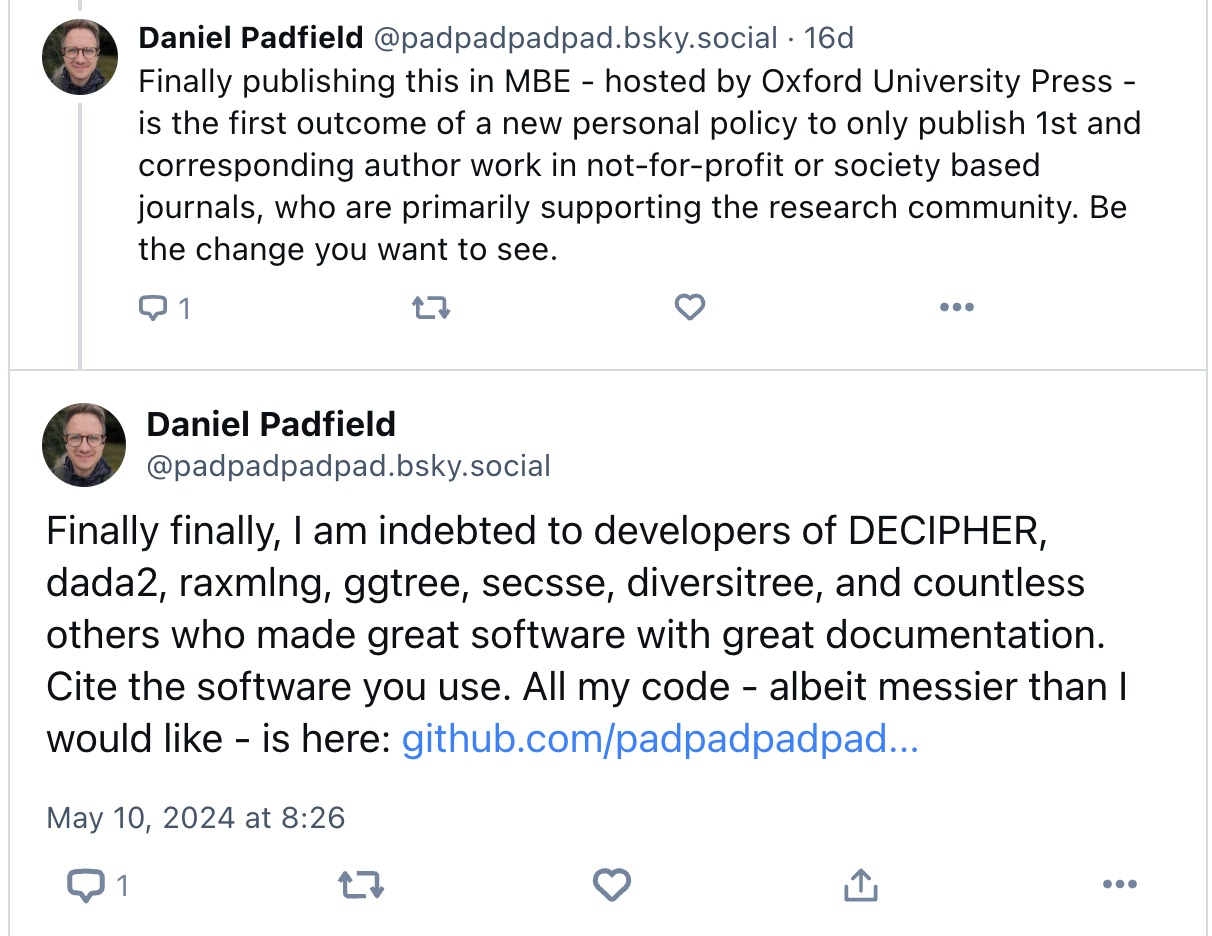 Daniel Padfield @padpadpadpad.bsky.social · 16d
Finally publishing this in MBE - hosted by Oxford University Press -
is the first outcome of a new personal policy to only publish 1st and
corresponding author work in not-for-profit or society based
journals, who are primarily supporting the research community. Be
the change you want to see.
1
Daniel Padfield
@padpadpadpad.bsky.social
Finally finally, I am indebted to developers of DECIPHER,
dada2, raxmlng, ggtree, secsse, diversitree, and countless
others who made great software with great documentation.
Cite the software you use. All my code - albeit messier than I
would like - is here: github.com/padpadpadpad...
May 10, 2024 at 8:26
1